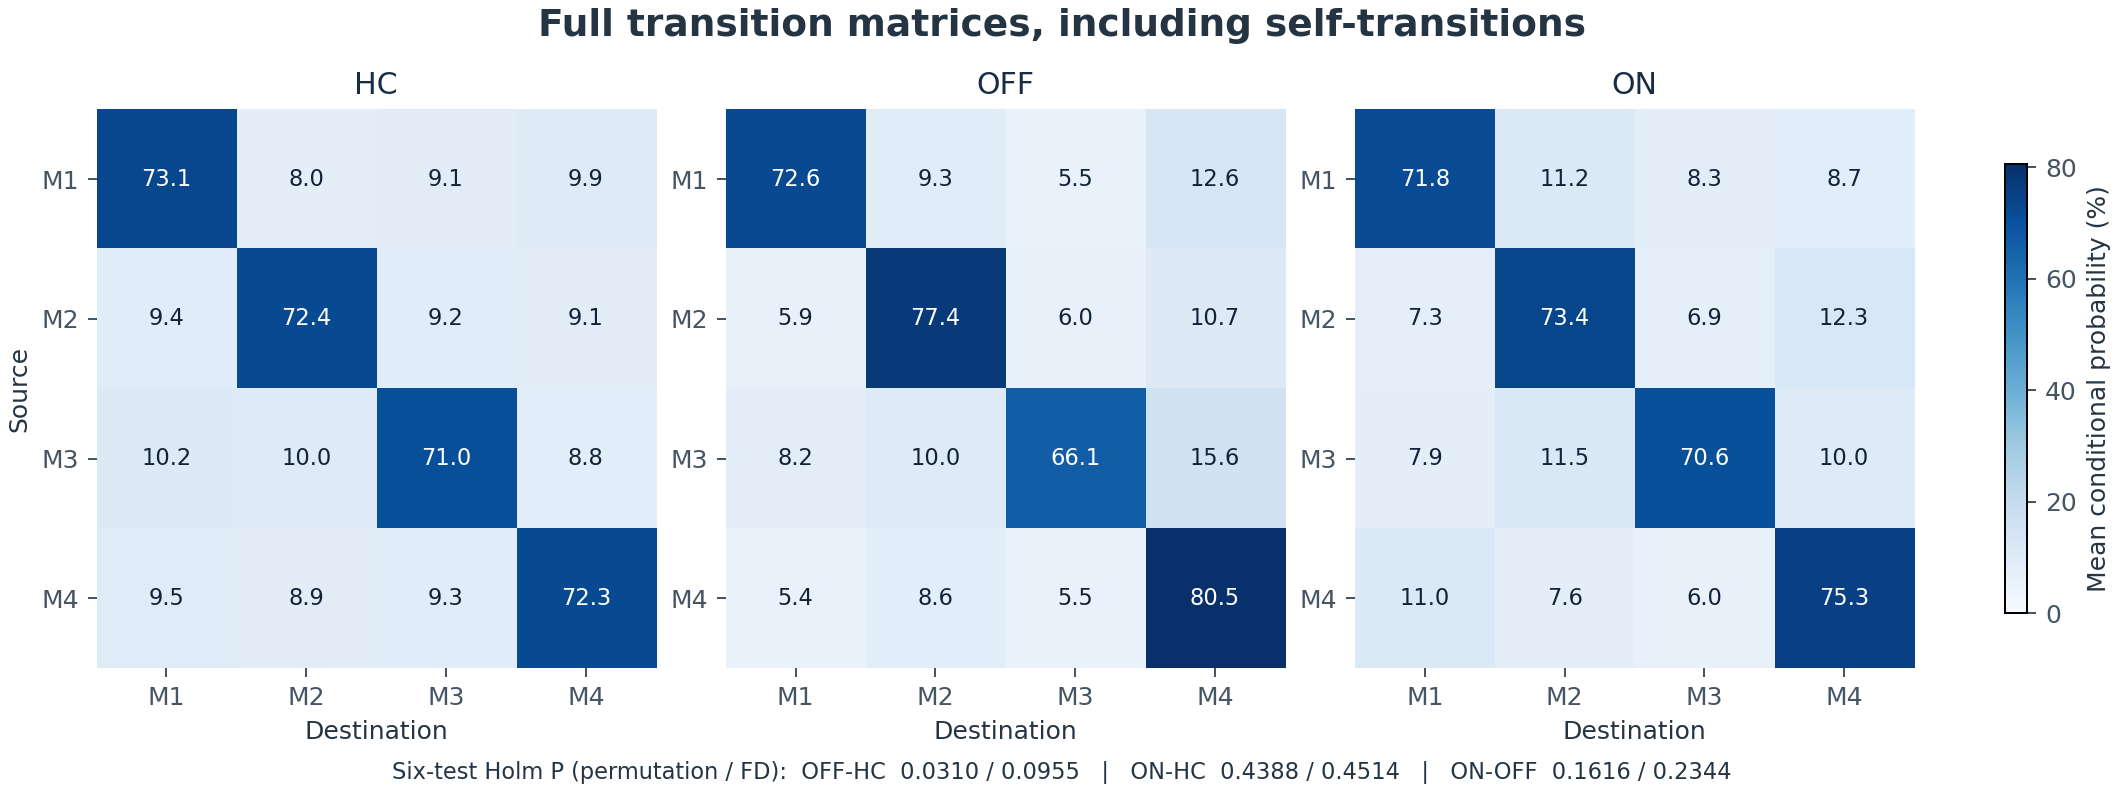 Full transition matrices, including self-transitions
HC OFF ON
M1 73.1 8.0 9.1 9.9 M1 72.6 9.3 5.5 12.6 M1 71.8 11.2 8.3 8.7
M2 9.4 72.4 9.2 9.1 M2 5.9 77.4 6.0 10.7 M2 7.3 73.4 6.9 12.3
M3 10.2 10.0 71.0 8.8 M3 8.2 10.0 66.1 15.6 M3 7.9 11.5 70.6 10.0
M4 9.5 8.9 9.3 72.3 M4 5.4 8.6 5.5 80.5 M4 11.0 7.6 6.0 75.3
M1 M2 M3 M4 M1 M2 M3 M4 M1 M2 M3 M4
Destination Destination Destination
Source
80
60
40
20
0
Mean conditional probability (%)
Six-test Holm P (permutation / FD): OFF-HC 0.0310 / 0.0955 | ON-HC 0.4388 / 0.4514 | ON-OFF 0.1616 / 0.2344